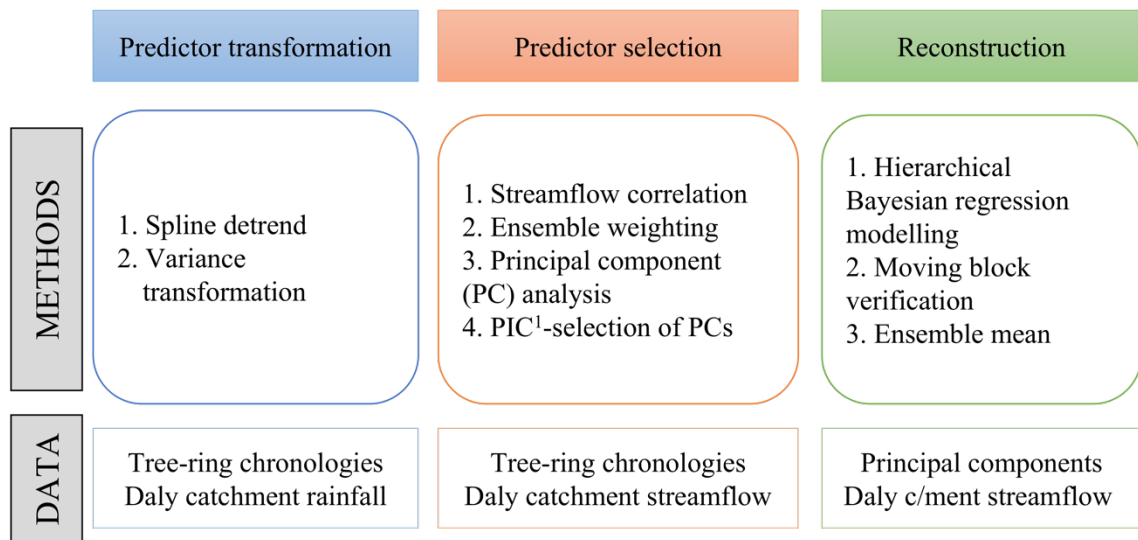 Predictor transformation
Predictor selection
Reconstruction
METHODS
1. Spline detrend
2. Variance
transformation
1. Streamflow correlation
2. Ensemble weighting
3. Principal component
(PC) analysis
4. PIC¹-selection of PCs
1. Hierarchical
Bayesian regression
modelling
2. Moving block
verification
3. Ensemble mean
DATA
Tree-ring chronologies
Daly catchment rainfall
Tree-ring chronologies
Daly catchment streamflow
Principal components
Daly c/ment streamflow